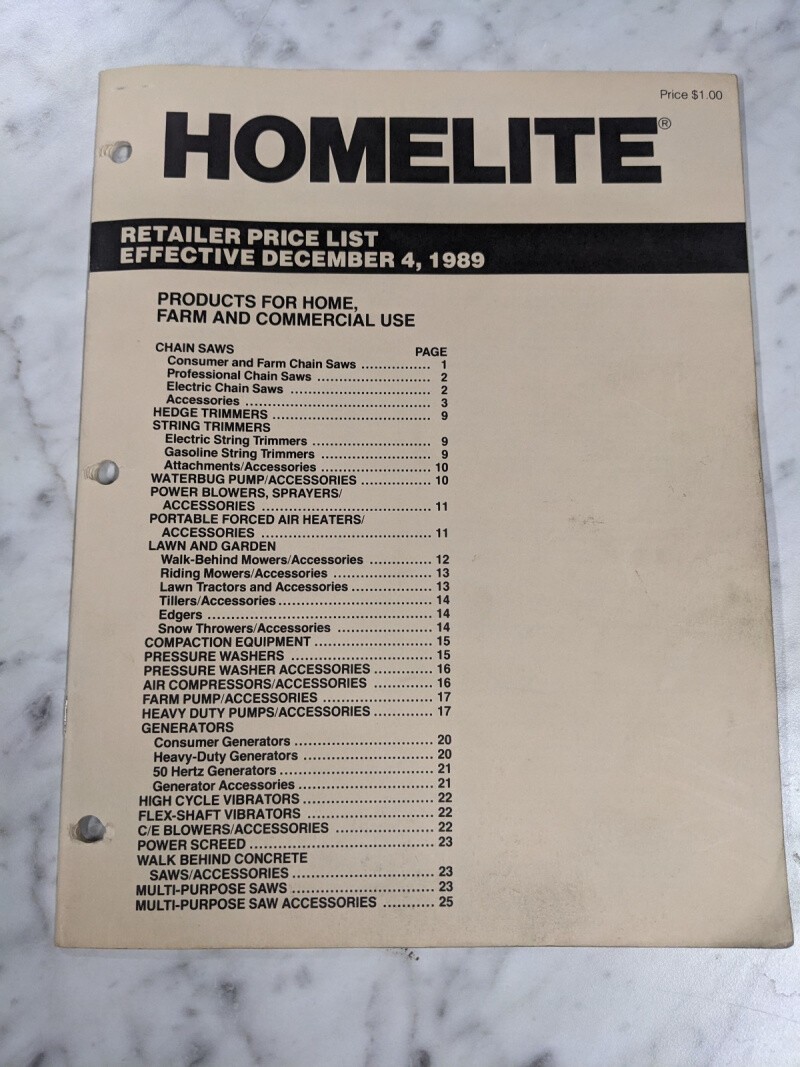 Price $1.00
HOMELITE®
RETAILER PRICE LIST
EFFECTIVE DECEMBER 4, 1989
PRODUCTS FOR HOME,
FARM AND COMMERCIAL USE
CHAIN SAWS PAGE
Consumer and Farm Chain Saws ................ 1
Professional Chain Saws ........................ 2
Electric Chain Saws ............................. 2
Accessories ...................................... 3
HEDGE TRIMMERS ................................ 9
STRING TRIMMERS
Electric String Trimmers ........................ 9
Gasoline String Trimmers ...................... 9
Attachments/Accessories ...................... 10
WATERBUG PUMP/ACCESSORIES .............. 10
POWER BLOWERS, SPRAYERS/
ACCESSORIES .................................. 11
PORTABLE FORCED AIR HEATERS/
ACCESSORIES .................................. 11
LAWN AND GARDEN
Walk-Behind Mowers/Accessories ............. 12
Riding Mowers/Accessories .................... 13
Lawn Tractors and Accessories ................ 13
Tillers/Accessories .............................. 14
Edgers ........................................... 14
Snow Throwers/Accessories ................... 14
COMPACTION EQUIPMENT ....................... 15
PRESSURE WASHERS ............................ 15
PRESSURE WASHER ACCESSORIES ............ 16
AIR COMPRESSORS/ACCESSORIES ............ 16
FARM PUMP/ACCESSORIES ...................... 17
HEAVY DUTY PUMPS/ACCESSORIES ............ 17
GENERATORS
Consumer Generators .......................... 20
Heavy-Duty Generators ........................ 20
50 Hertz Generators ............................ 21
Generator Accessories ......................... 21
HIGH CYCLE VIBRATORS ......................... 22
FLEX-SHAFT VIBRATORS ........................ 22
C/E BLOWERS/ACCESSORIES .................... 22
POWER SCREED .................................. 23
WALK BEHIND CONCRETE
SAWS/ACCESSORIES ............................ 23
MULTI-PURPOSE SAWS .......................... 23
MULTI-PURPOSE SAW ACCESSORIES ........... 25